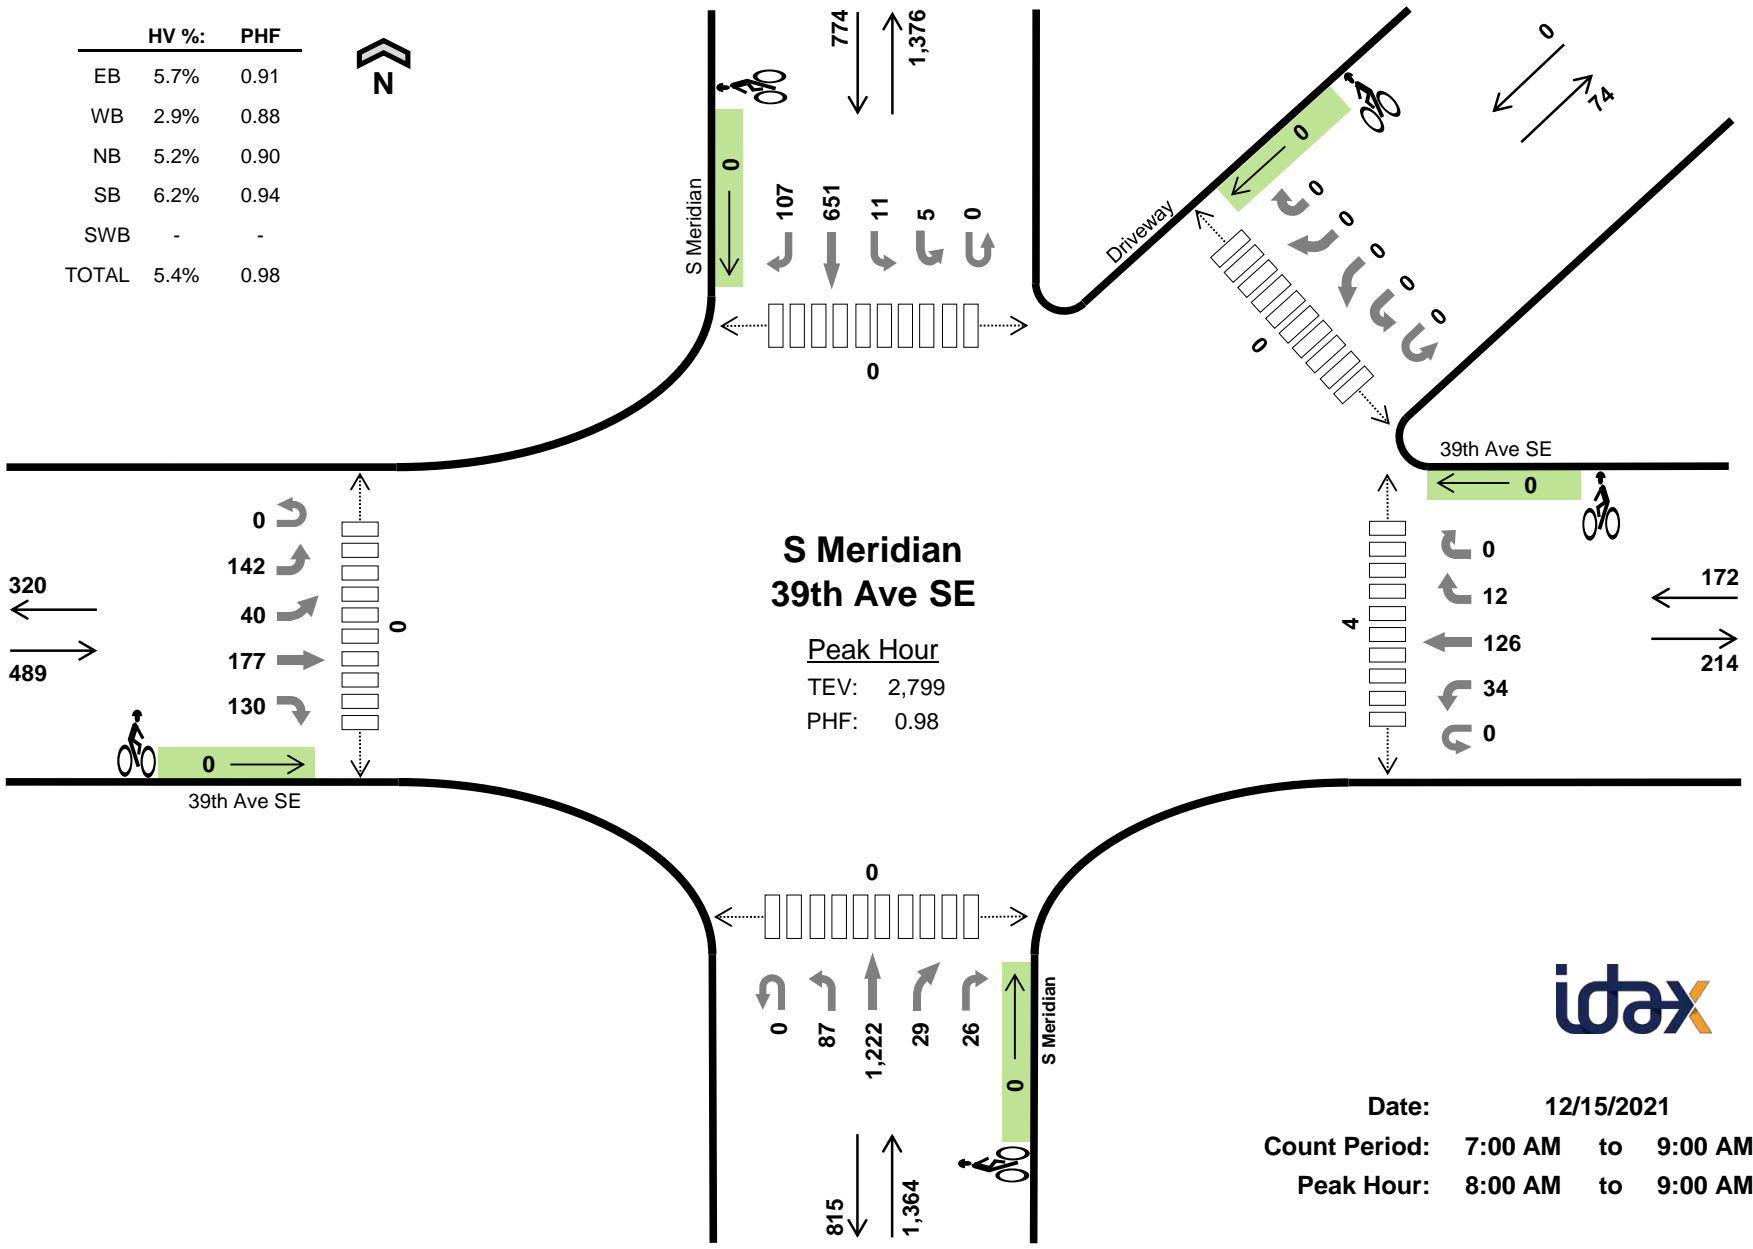 HV %: PHF
EB 5.7% 0.91
WB 2.9% 0.88
NB 5.2% 0.90
SB 6.2% 0.94
SWB - -
TOTAL 5.4% 0.98
N
774
1,376
0
74
S Meridian
0
107
651
11
5
0
0
Driveway
0
0
0
0
0
0
0
39th Ave SE
0
0
12
126
34
0
4
172
214
320
489
0
142
40
177
130
0
0
39th Ave SE
S Meridian
39th Ave SE
Peak Hour
TEV: 2,799
PHF: 0.98
0
0
87
1,222
29
26
0
S Meridian
815
1,364
idax
Date: 12/15/2021
Count Period: 7:00 AM to 9:00 AM
Peak Hour: 8:00 AM to 9:00 AM